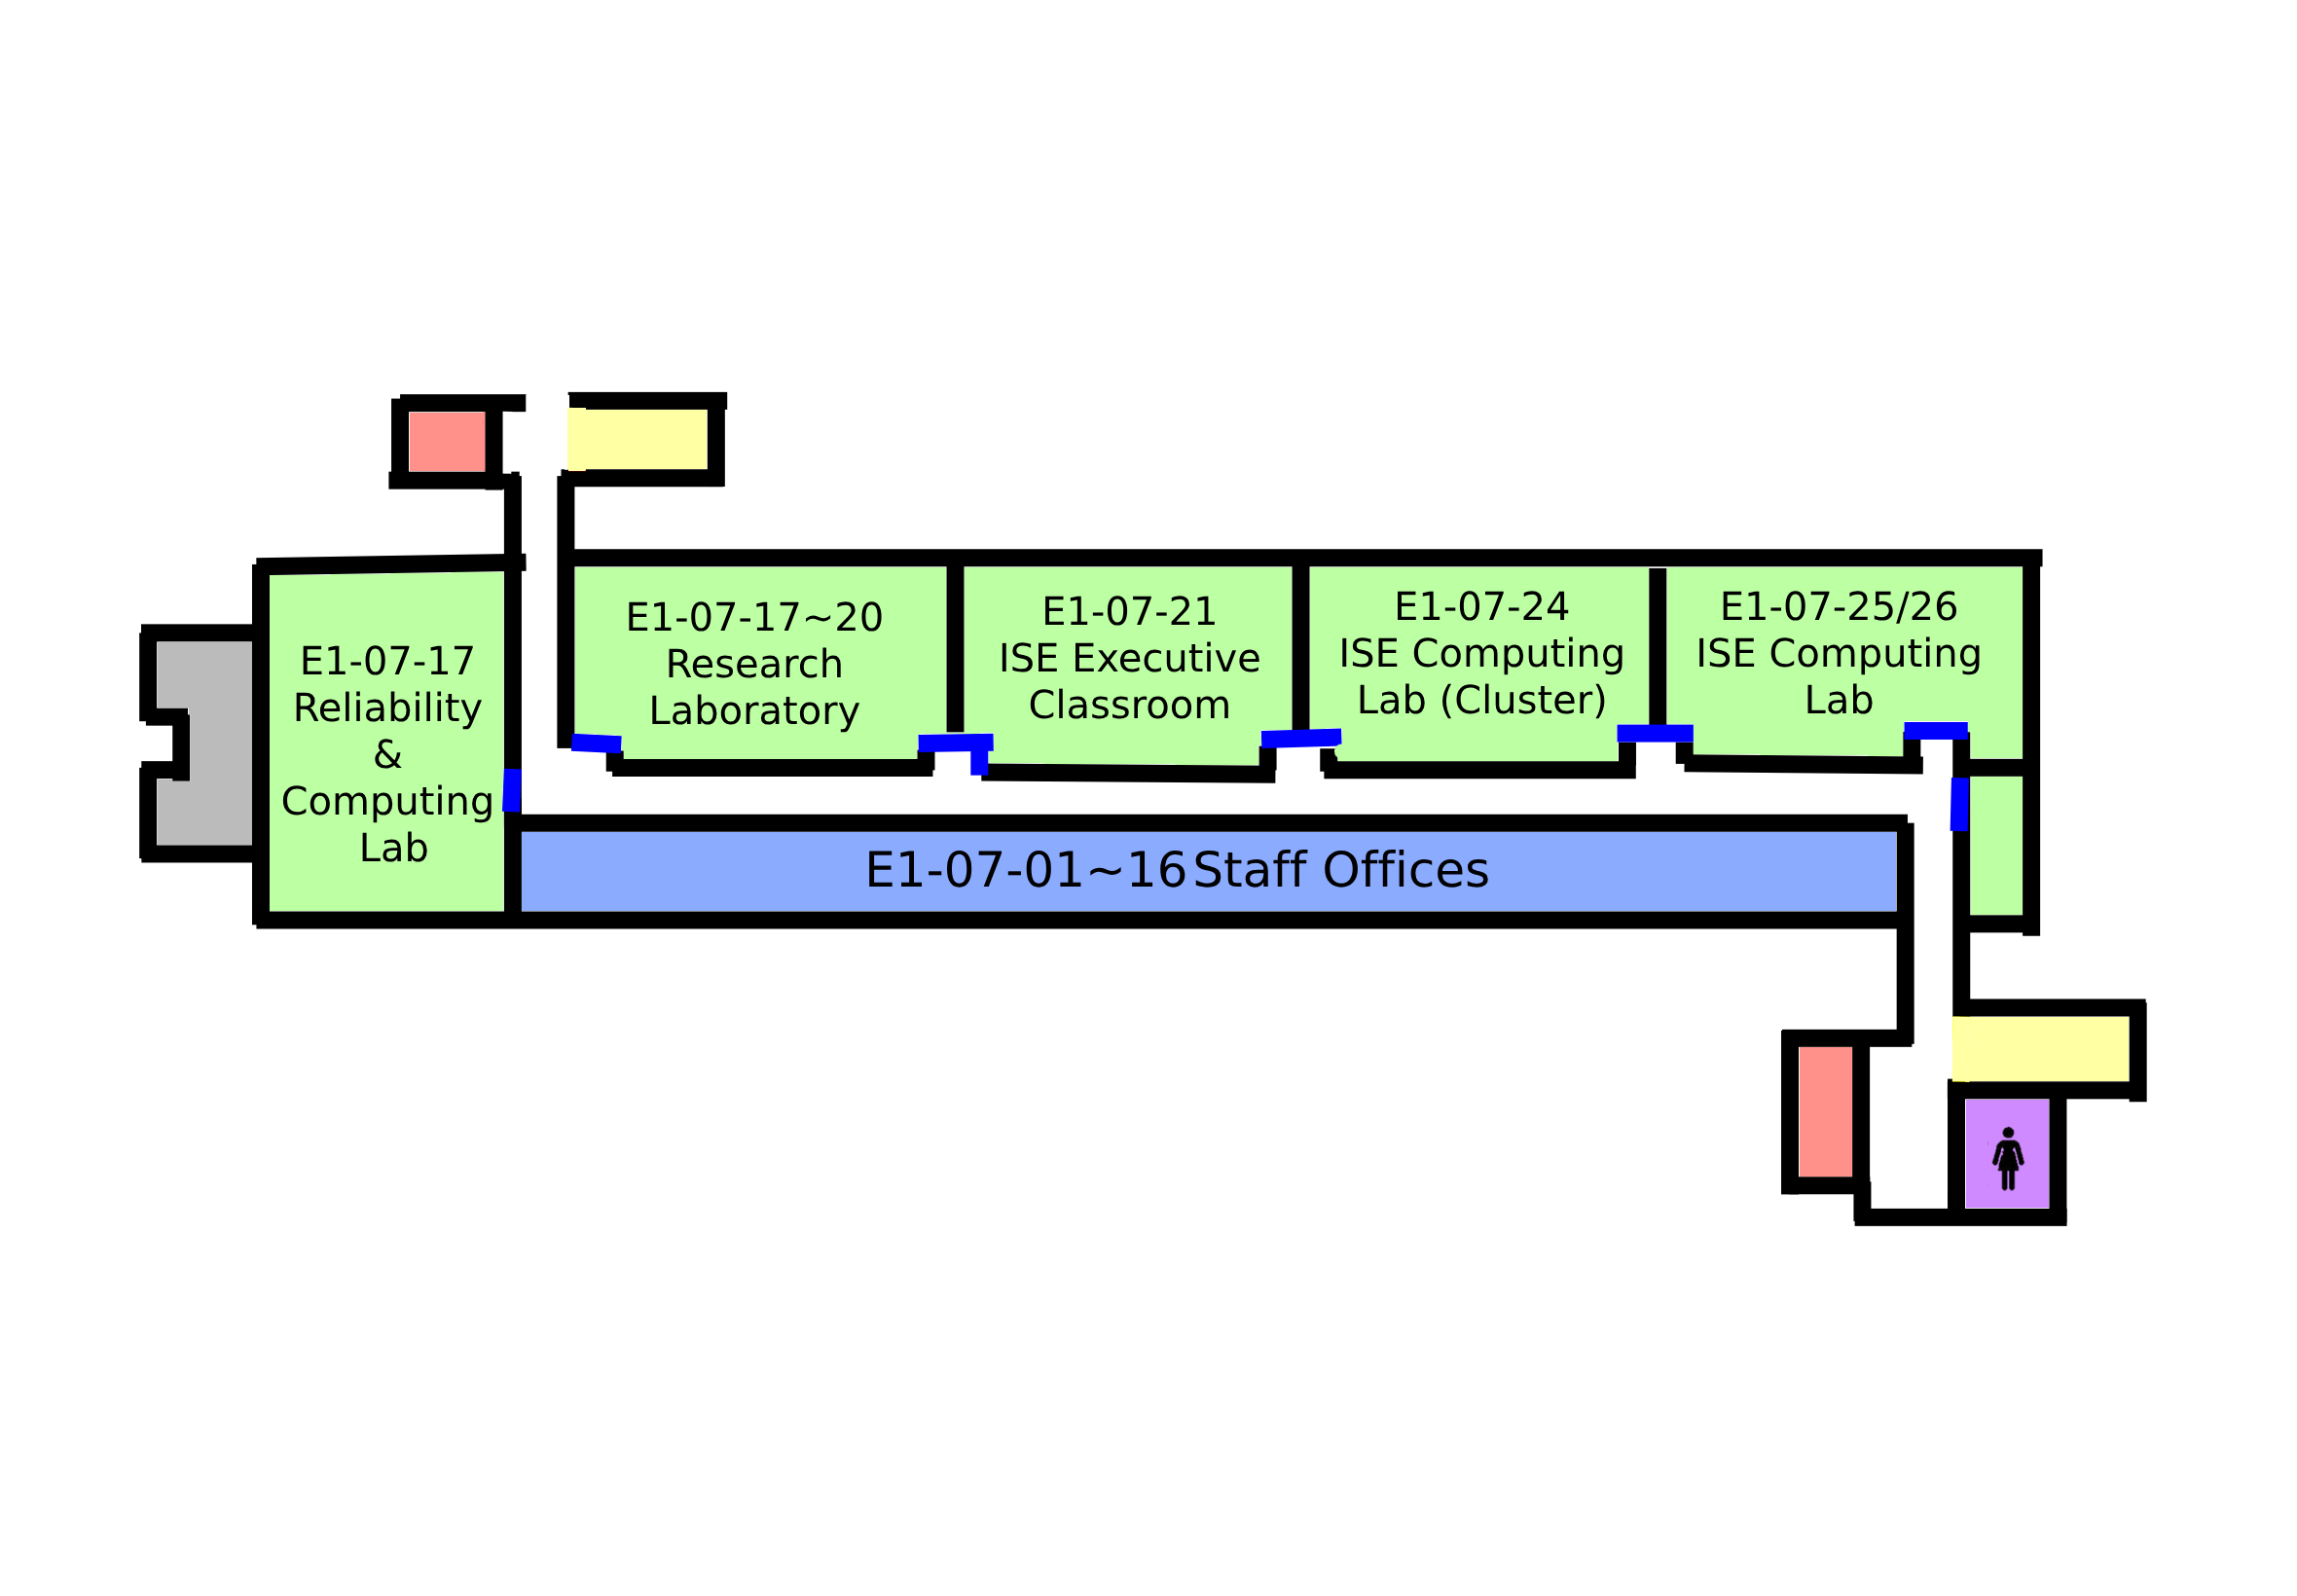 E1-07-17
Reliability
&
Computing
Lab
E1-07-17~20
Research
Laboratory
E1-07-21
ISE Executive
Classroom
E1-07-24
ISE Computing
Lab (Cluster)
E1-07-25/26
ISE Computing
Lab
E1-07-01~16 Staff Offices